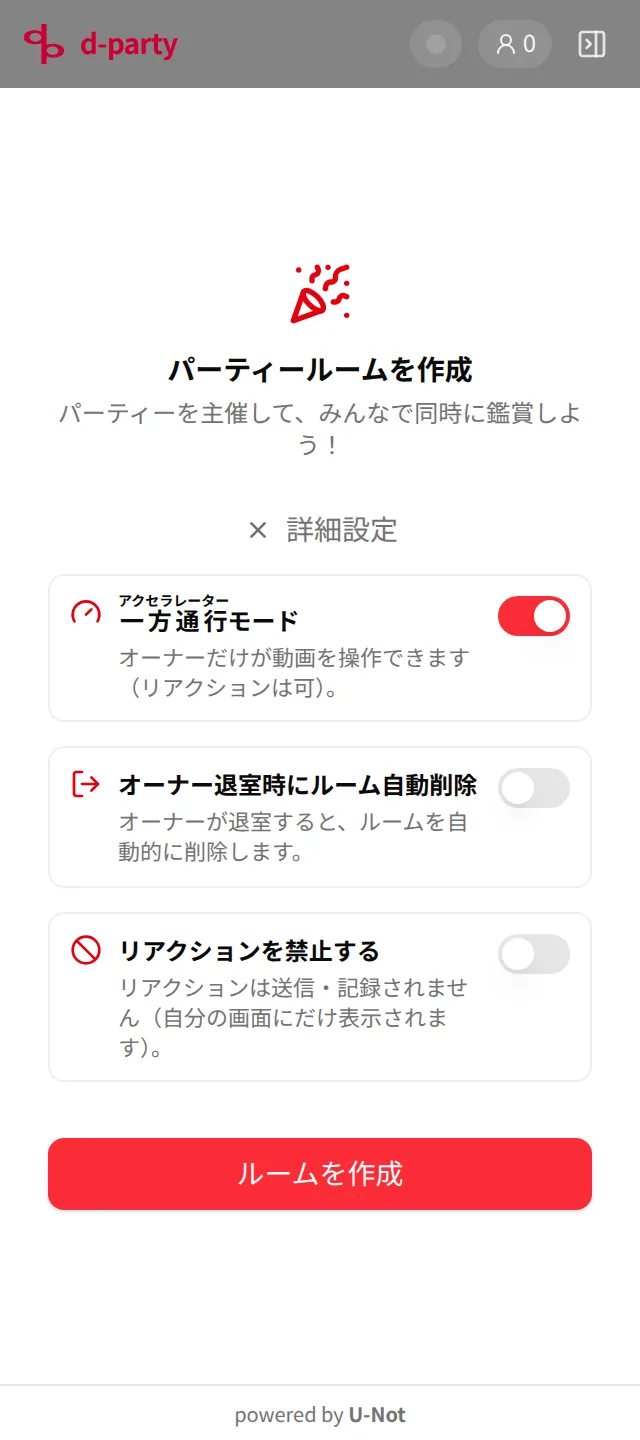 d-party
0
パーティールームを作成
パーティーを主催して、みんなで同時に鑑賞しよ
う！
詳細設定
アクセラレーター
一方通行モード
オーナーだけが動画を操作できます
（リアクションは可）。
オーナー退室時にルーム自動削除
オーナーが退室すると、ルームを自
動的に削除します。
リアクションを禁止する
リアクションは送信・記録されませ
ん（自分の画面にだけ表示されま
す）。
ルームを作成
powered by U-Not